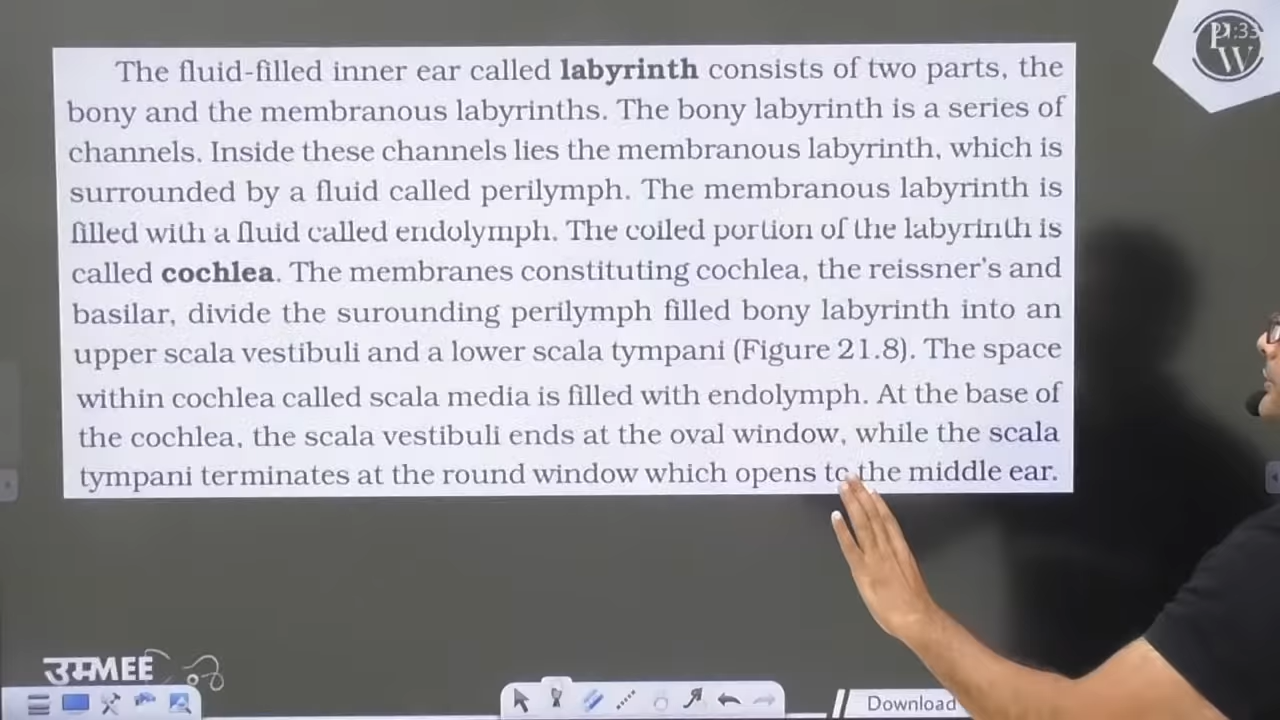 The fluid-filled inner ear called labyrinth consists of two parts, the
bony and the membranous labyrinths. The bony labyrinth is a series of
channels. Inside these channels lies the membranous labyrinth, which is
surrounded by a fluid called perilymph. The membranous labyrinth is
filled with a fluid called endolymph. The coiled portion of the labyrinth is
called cochlea. The membranes constituting cochlea, the reissner's and
basilar, divide the surounding perilymph filled bony labyrinth into an
upper scala vestibuli and a lower scala tympani (Figure 21.8). The space
within cochlea called scala media is filled with endolymph. At the base of
the cochlea, the scala vestibuli ends at the oval window, while the scala
tympani terminates at the round window which opens to the middle ear.
PW
उम्मEE
Download